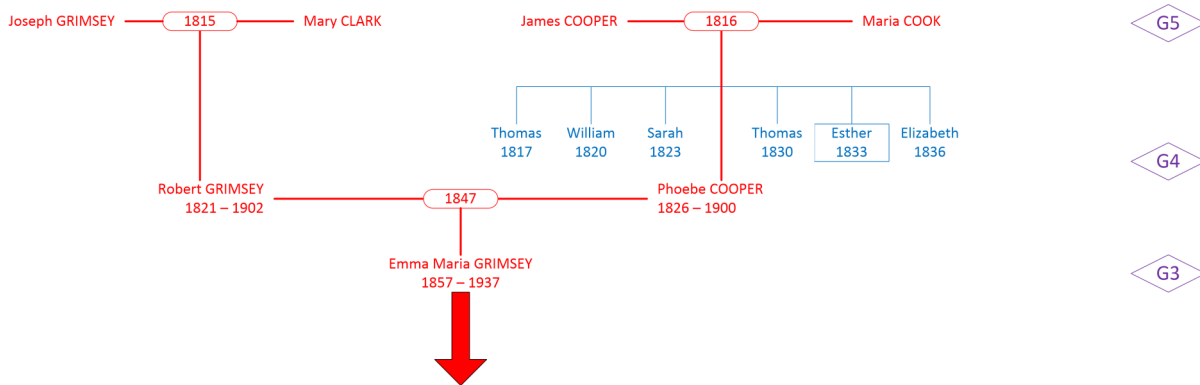 Joseph GRIMSEY 1815 Mary CLARK James COOPER 1816 Maria COOK G5
Thomas William Sarah Thomas Esther Elizabeth
1817 1820 1823 1830 1833 1836
G4
Robert GRIMSEY Phoebe COOPER
1821 – 1902 1847 1826 – 1900
Emma Maria GRIMSEY G3
1857 – 1937